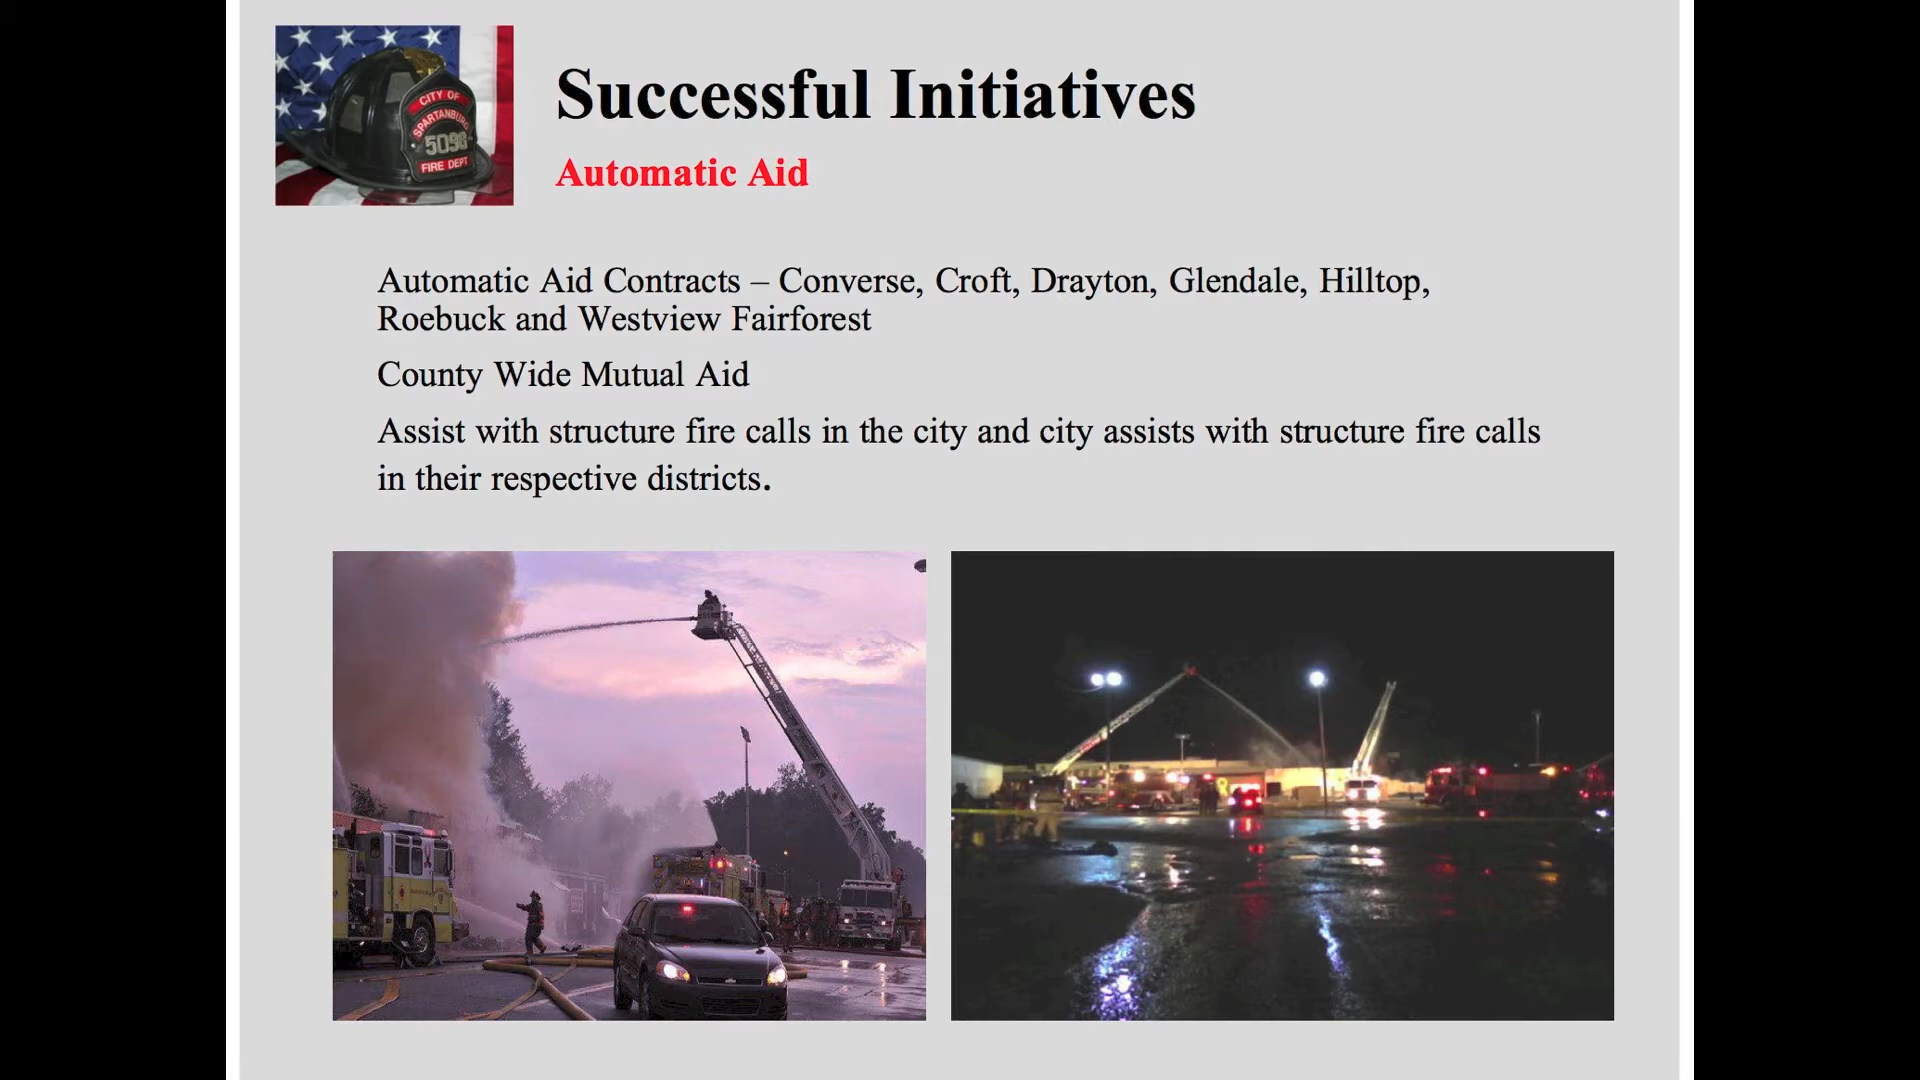 CITY OF
SPARTANBURG
5098
FIRE DEPT
Successful Initiatives
Automatic Aid
Automatic Aid Contracts – Converse, Croft, Drayton, Glendale, Hilltop,
Roebuck and Westview Fairforest
County Wide Mutual Aid
Assist with structure fire calls in the city and city assists with structure fire calls
in their respective districts.